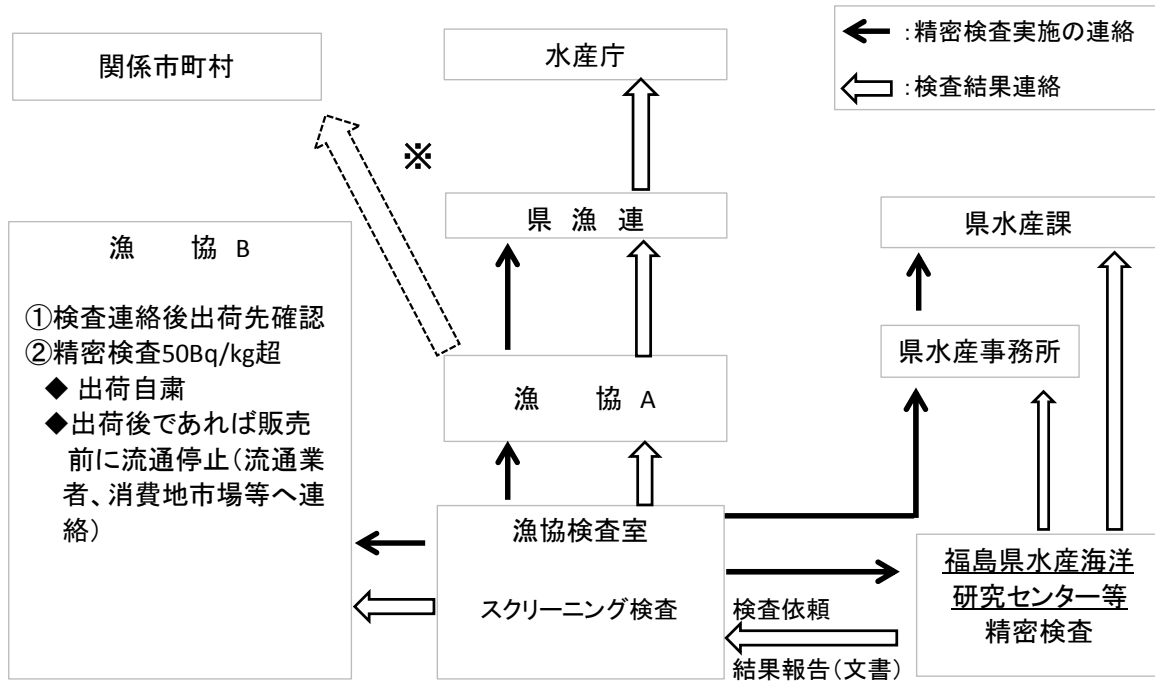 関係市町村
水産庁
:精密検査実施の連絡
:検査結果連絡
※
県 漁 連
県水産課
漁 協 B
①検査連絡後出荷先確認
②精密検査50Bq/kg超
◆ 出荷自粛
◆出荷後であれば販売
前に流通停止(流通業
者、消費地市場等へ連
絡)
漁 協 A
県水産事務所
漁協検査室
スクリーニング検査
検査依頼
結果報告(文書)
福島県水産海洋
研究センター等
精密検査